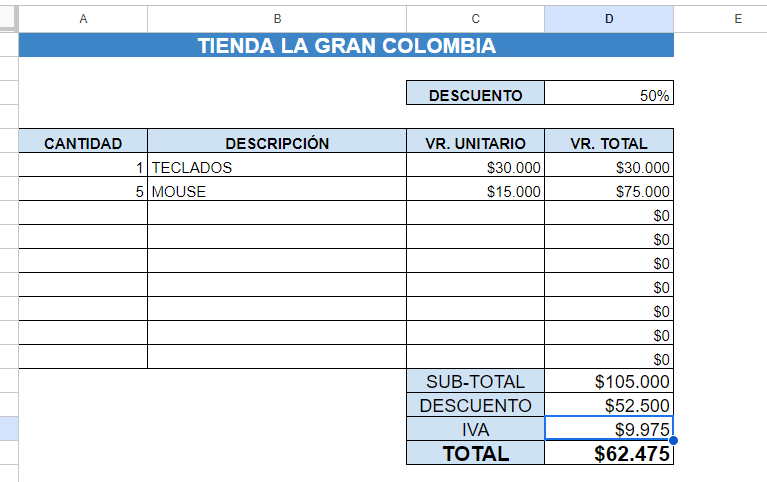 A B C D E
TIENDA LA GRAN COLOMBIA
DESCUENTO 50%
CANTIDAD DESCRIPCIÓN VR. UNITARIO VR. TOTAL
1 TECLADOS $30.000 $30.000
5 MOUSE $15.000 $75.000
$0
$0
$0
$0
$0
$0
$0
SUB-TOTAL $105.000
DESCUENTO $52.500
IVA $9.975
TOTAL $62.475